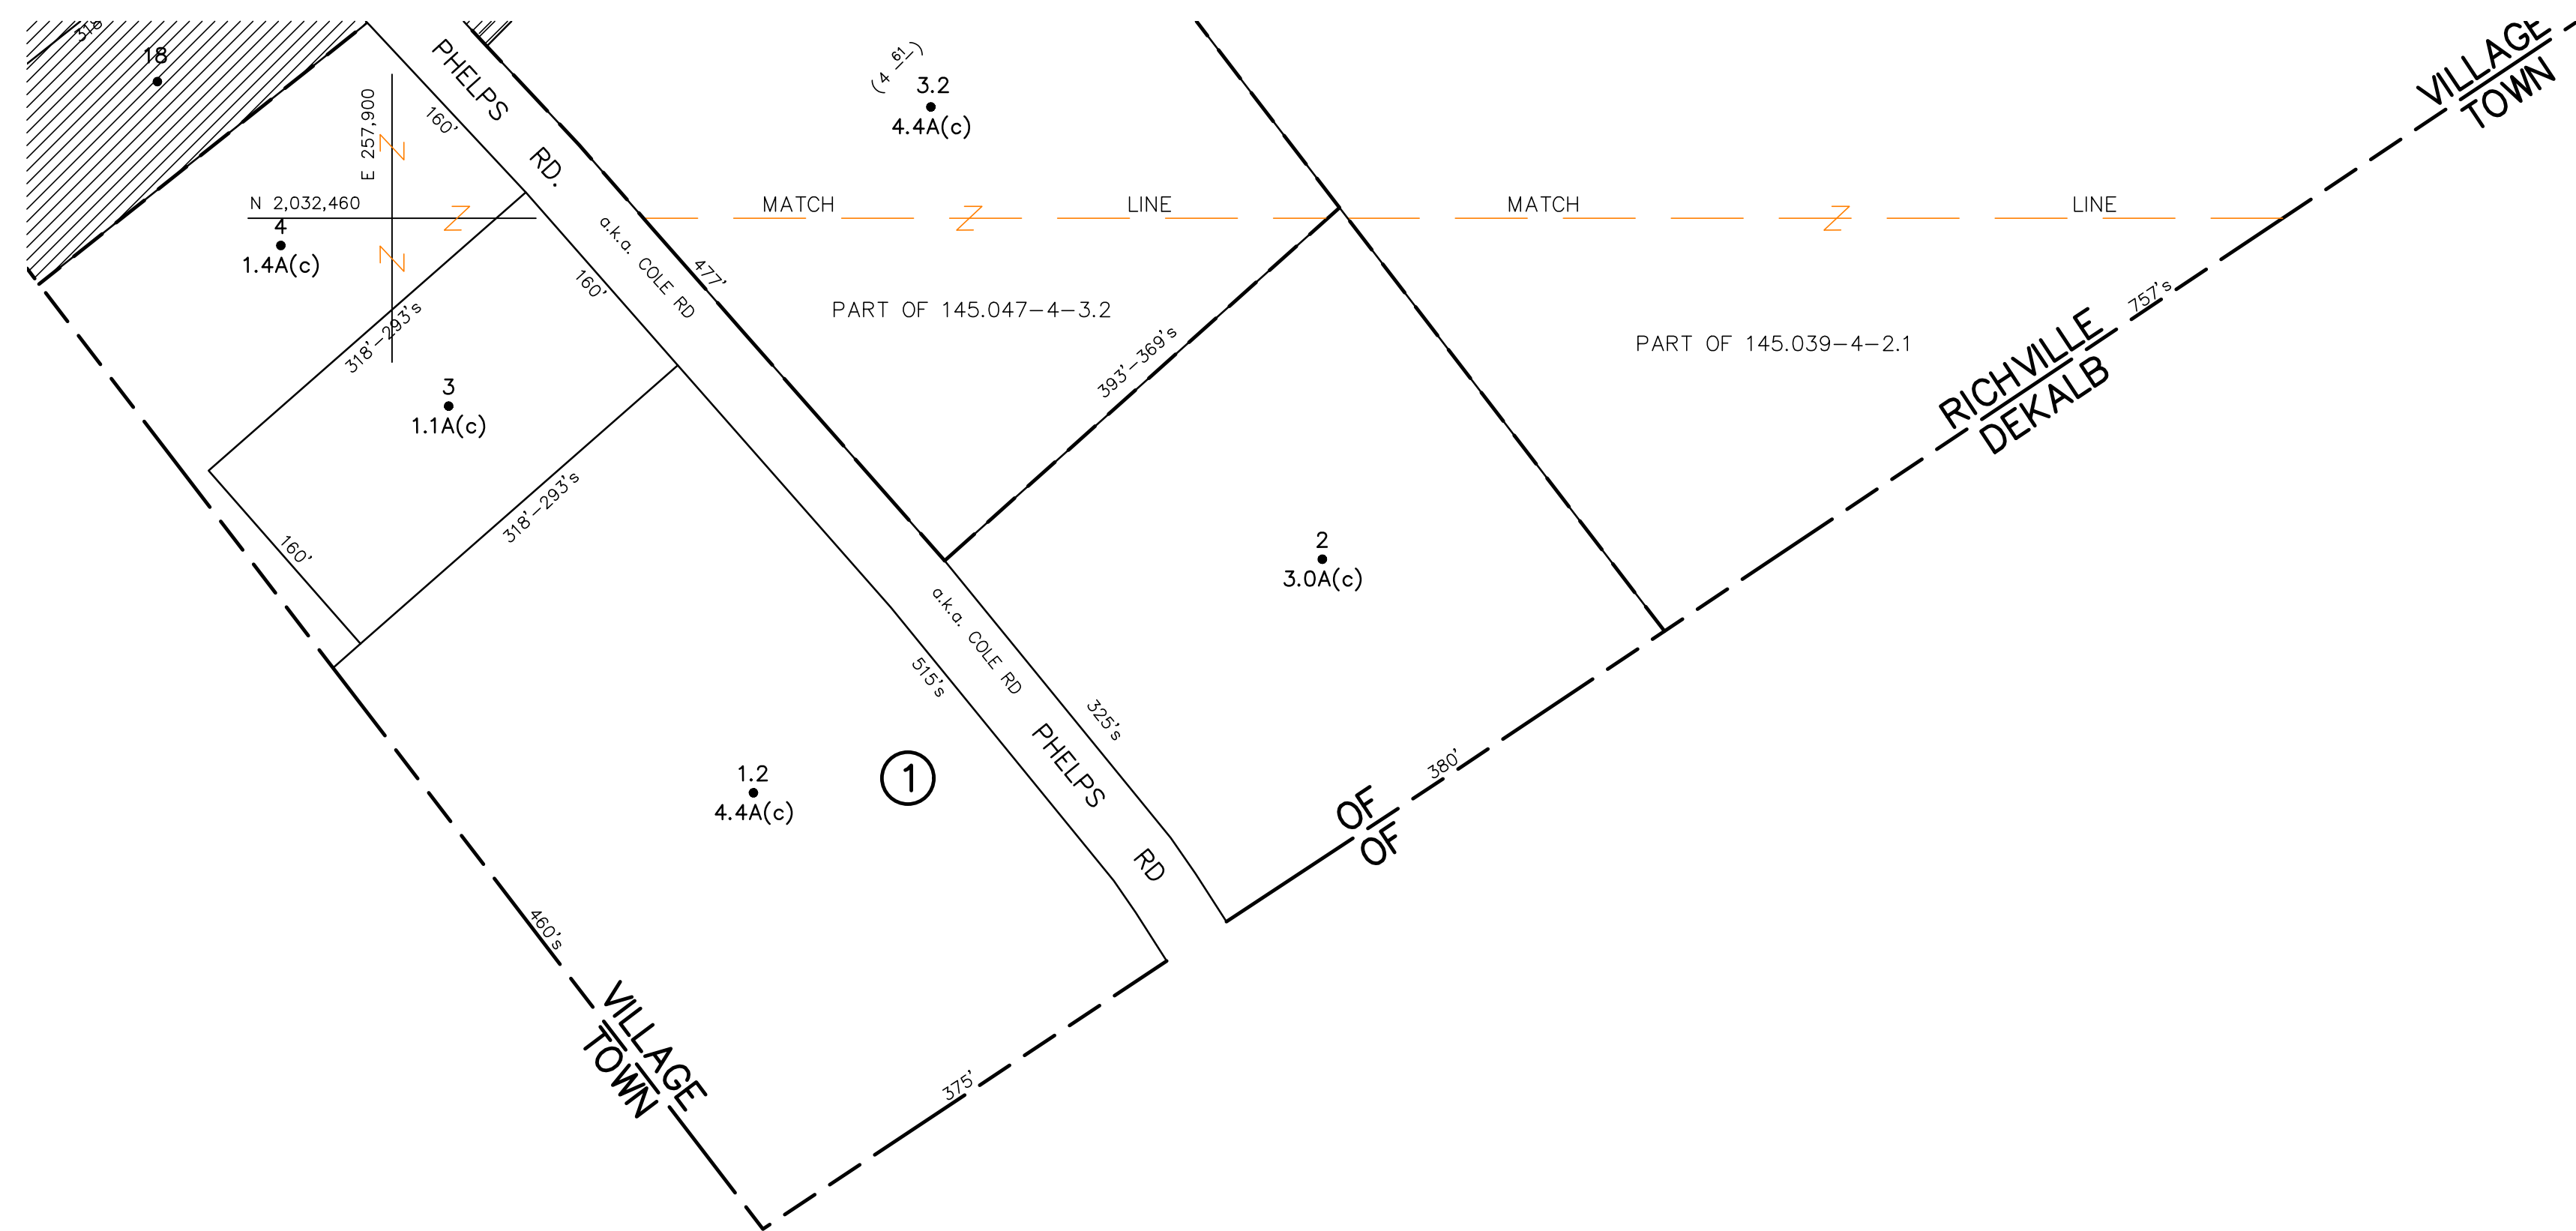 18
PHELPS
RD.
160'
E 257,900
N 2,032,460
4
1.4A(c)
(4 61)
3.2
4.4A(c)
VILLAGE
TOWN
MATCH
LINE
MATCH
LINE
a.k.a. COLE RD
477'
160'
318'-293's
PART OF 145.047-4-3.2
393'-369's
PART OF 145.039-4-2.1
757's
RICHVILLE
DEKALB
3
1.1A(c)
318'-293's
160'
2
3.0A(c)
a.k.a. COLE RD
515's
325's
PHELPS
RD
380'
OF
OF
1.2
4.4A(c)
1
460's
VILLAGE
TOWN
375'